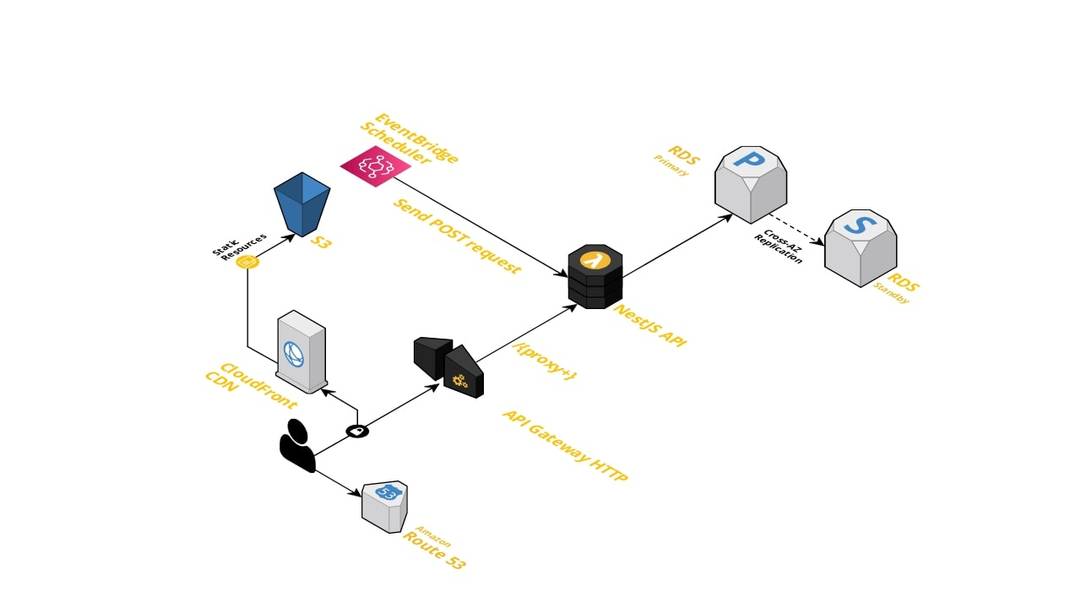 EventBridge
Scheduler
RDS
Primary
P
Send POST request
S3
Static
Resources
Cross-AZ
Replication
S
RDS
Standby
λ
NestJS API
/{proxy+}
CloudFront
CDN
API Gateway HTTP
53
Amazon
Route 53